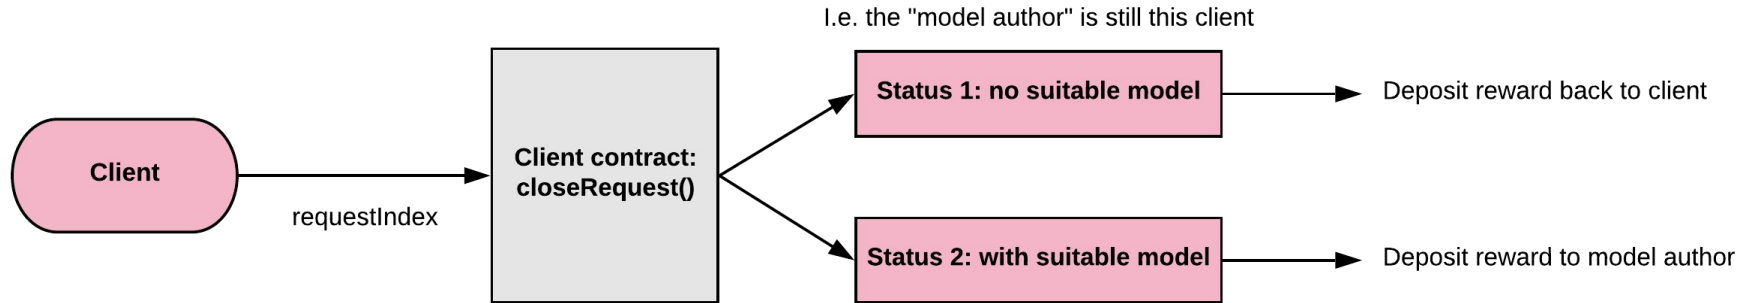 I.e. the "model author" is still this client
Client
requestIndex
Client contract:
closeRequest()
Status 1: no suitable model
Deposit reward back to client
Status 2: with suitable model
Deposit reward to model author